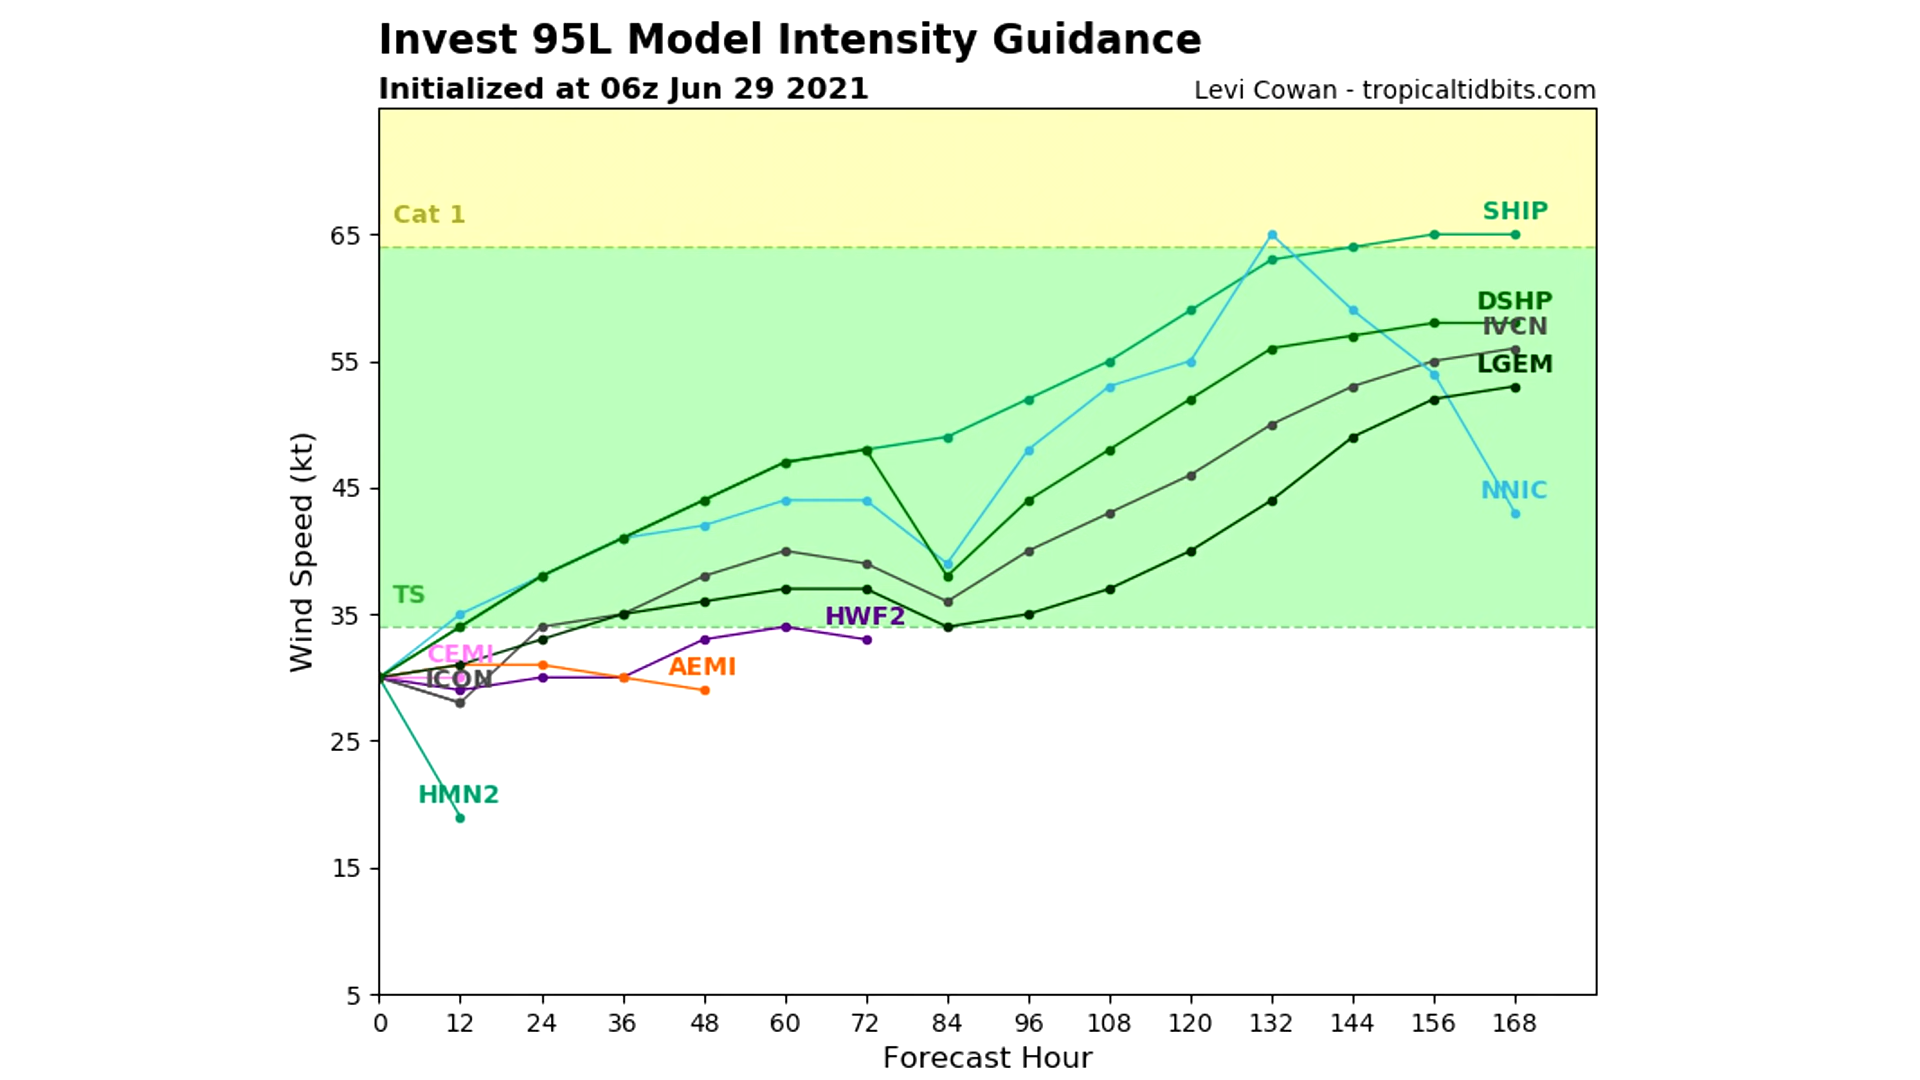 Invest 95L Model Intensity Guidance
Initialized at 06z Jun 29 2021
Levi Cowan - tropicaltidbits.com
Cat 1
SHIP
65
DSHP
IVCN
55
LGEM
Wind Speed (kt)
45
NNIC
TS
35
HWF2
CEMI
AEMI
ICON
25
HMN2
15
5
0 12 24 36 48 60 72 84 96 108 120 132 144 156 168
Forecast Hour